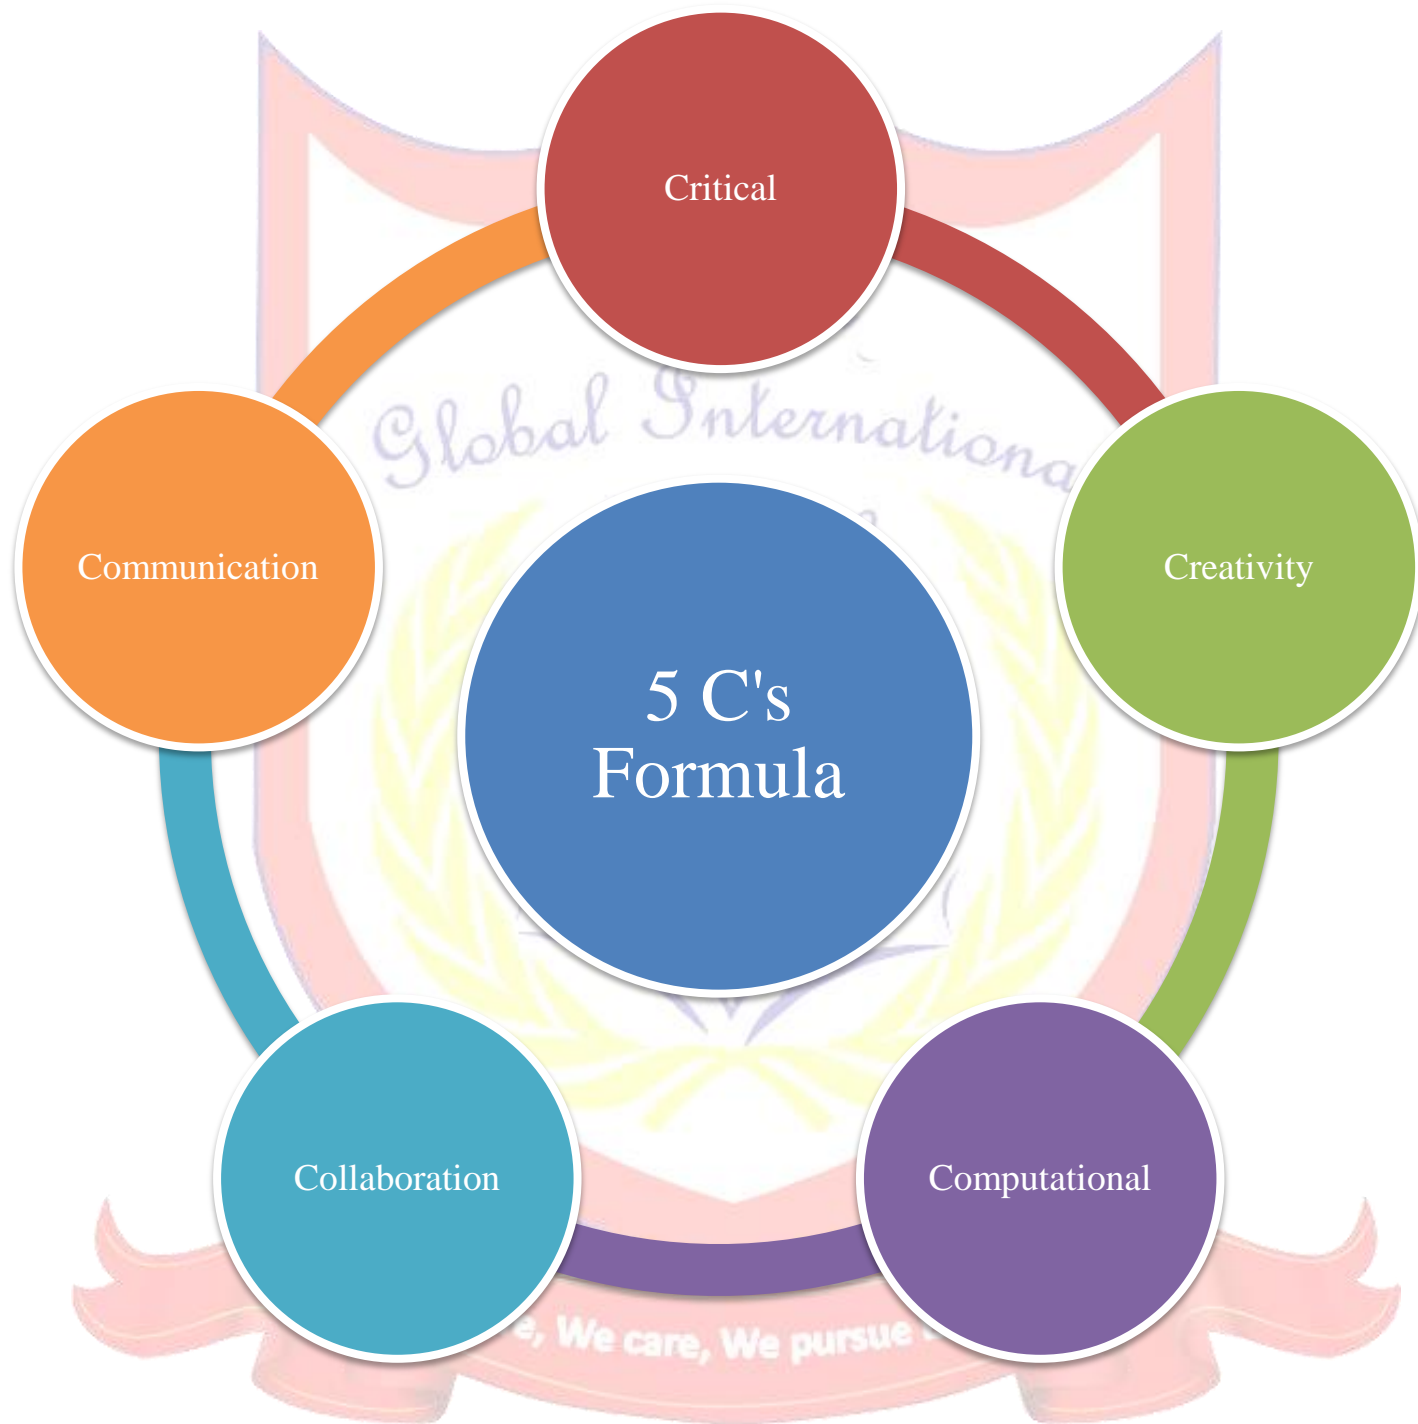 Critical
Global Internationa
Communication
Creativity
5 C's
Formula
Collaboration
Computational
We care, We pursue